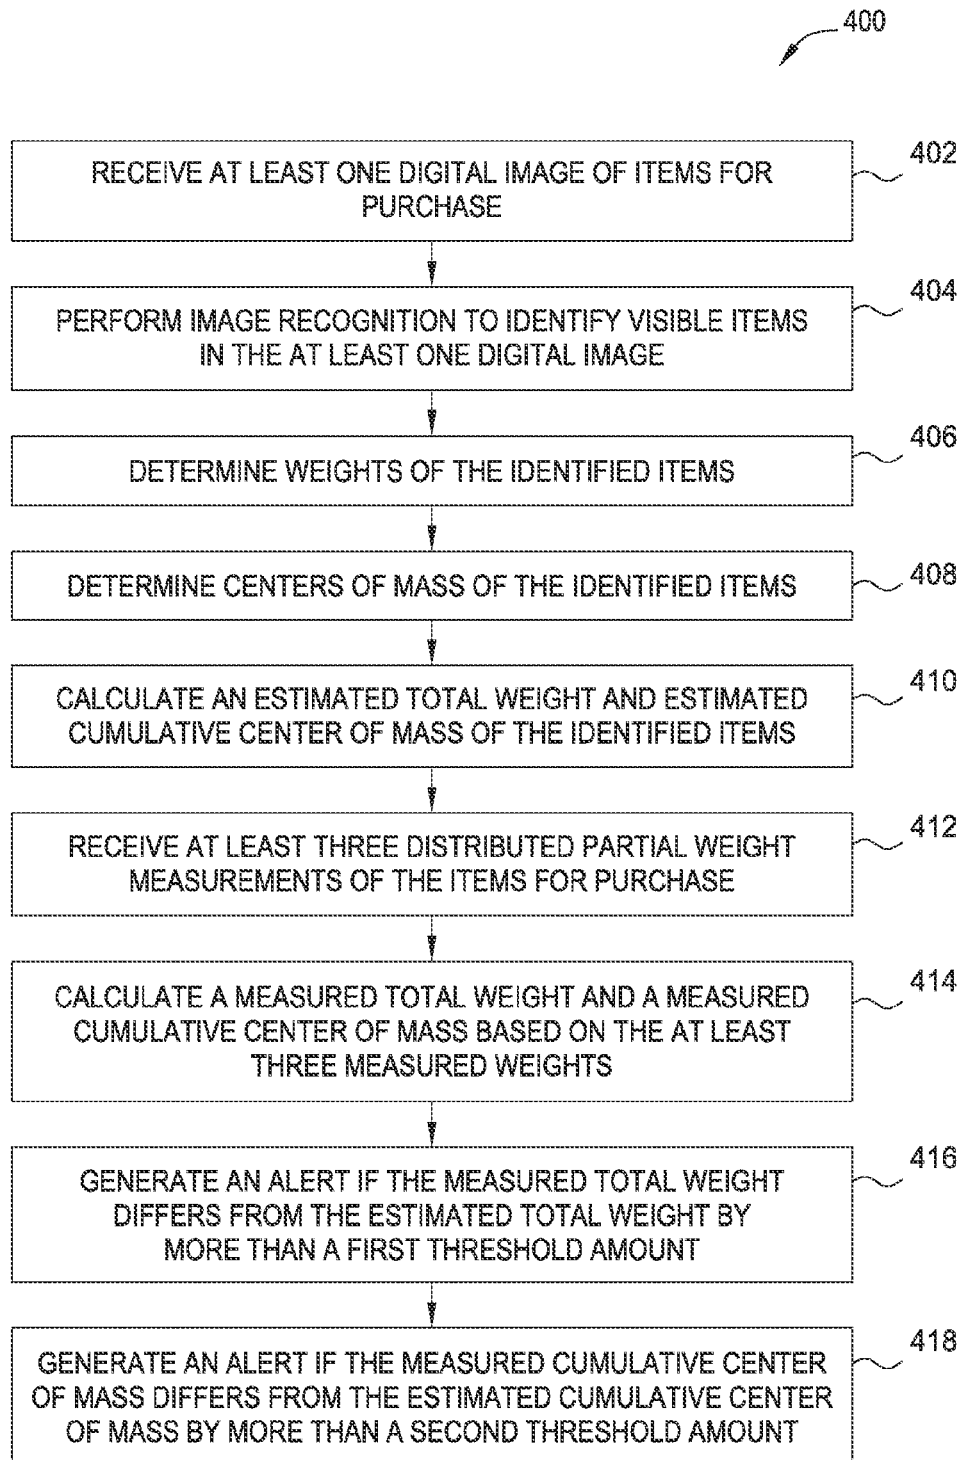 400
402
RECEIVE AT LEAST ONE DIGITAL IMAGE OF ITEMS FOR
PURCHASE
404
PERFORM IMAGE RECOGNITION TO IDENTIFY VISIBLE ITEMS
IN THE AT LEAST ONE DIGITAL IMAGE
406
DETERMINE WEIGHTS OF THE IDENTIFIED ITEMS
408
DETERMINE CENTERS OF MASS OF THE IDENTIFIED ITEMS
410
CALCULATE AN ESTIMATED TOTAL WEIGHT AND ESTIMATED
CUMULATIVE CENTER OF MASS OF THE IDENTIFIED ITEMS
412
RECEIVE AT LEAST THREE DISTRIBUTED PARTIAL WEIGHT
MEASUREMENTS OF THE ITEMS FOR PURCHASE
414
CALCULATE A MEASURED TOTAL WEIGHT AND A MEASURED
CUMULATIVE CENTER OF MASS BASED ON THE AT LEAST
THREE MEASURED WEIGHTS
416
GENERATE AN ALERT IF THE MEASURED TOTAL WEIGHT
DIFFERS FROM THE ESTIMATED TOTAL WEIGHT BY
MORE THAN A FIRST THRESHOLD AMOUNT
418
GENERATE AN ALERT IF THE MEASURED CUMULATIVE CENTER
OF MASS DIFFERS FROM THE ESTIMATED CUMULATIVE CENTER
OF MASS BY MORE THAN A SECOND THRESHOLD AMOUNT